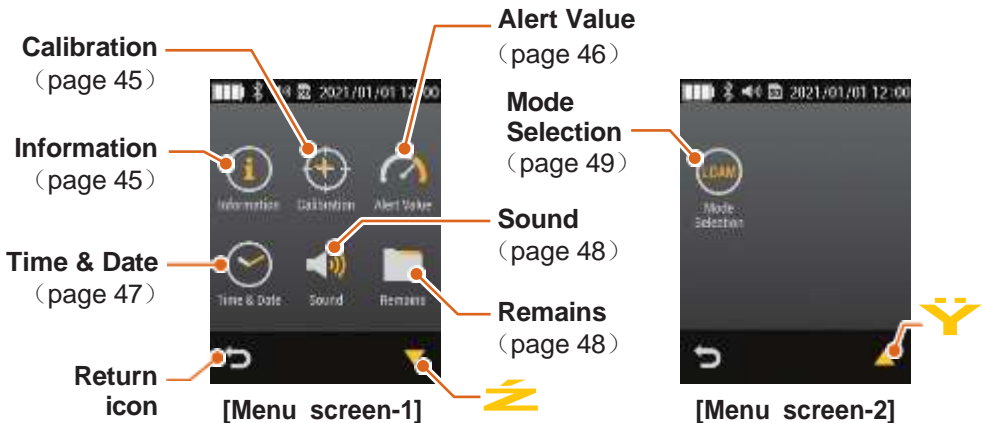 Calibration
（page 45）
Information
（page 45）
Time & Date
（page 47）
Return
icon
2021/01/01 12:00
Information Calibration Alert Value
Time & Date Sound Remains
[Menu screen-1]
Alert Value
（page 46）
Mode
Selection
（page 49）
Sound
（page 48）
Remains
（page 48）
Ź
2021/01/01 12:00
LOAM
Mode
Selection
Ÿ
[Menu screen-2]